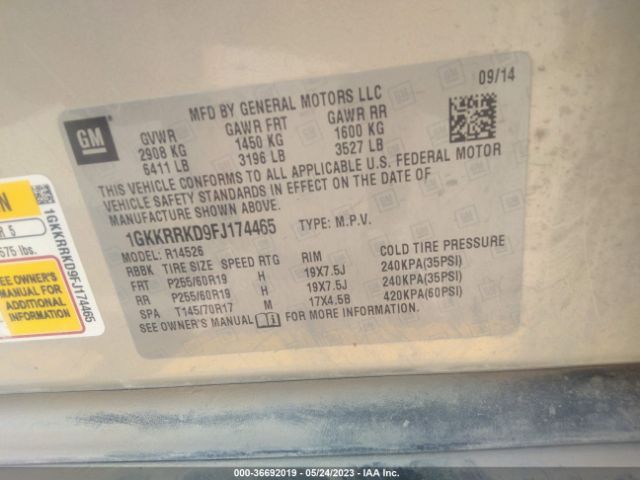 09/14
MFD BY GENERAL MOTORS LLC
GM
GVWR GAWR FRT GAWR RR
2908 KG 1450 KG 1600 KG
6411 LB 3196 LB 3527 LB
THIS VEHICLE CONFORMS TO ALL APPLICABLE U.S. FEDERAL MOTOR
VEHICLE SAFETY STANDARDS IN EFFECT ON THE DATE OF
MANUFACTURE SHOWN ABOVE.
1GKKRRKD9FJ174465 TYPE: M.P.V.
MODEL: R14526
RBBK TIRE SIZE SPEED RTG RIM COLD TIRE PRESSURE
FRT P255/60R19 H 19X7.5J 240KPA(35PSI)
RR P255/60R19 H 19X7.5J 240KPA(35PSI)
SPA T145/70R17 M 17X4.5B 420KPA(60PSI)
SEE OWNER'S MANUAL FOR MORE INFORMATION
N
R 5
675 lbs.
SEE OWNER'S
MANUAL FOR
ADDITIONAL
INFORMATION
1GKKRRKD9FJ174465
000-36692019 - 05/24/2023 - IAA Inc.